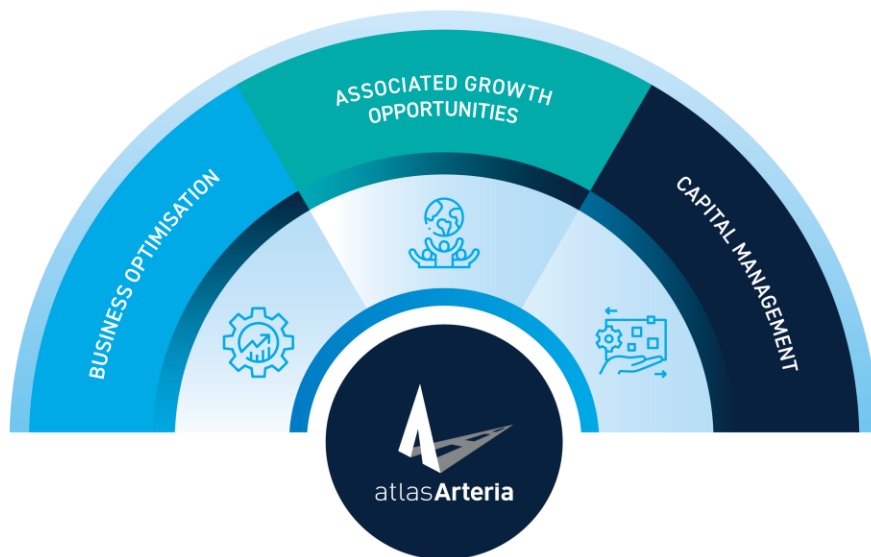 BUSINESS OPTIMISATION
ASSOCIATED GROWTH
OPPORTUNITIES
CAPITAL MANAGEMENT
atlasArteria